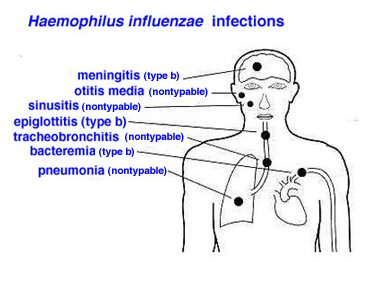 Haemophilus influenzae infections
meningitis (type b)
otitis media (nontypable)
sinusitis (nontypable)
epiglottitis (type b)
tracheobronchitis (nontypable)
bacteremia (type b)
pneumonia (nontypable)